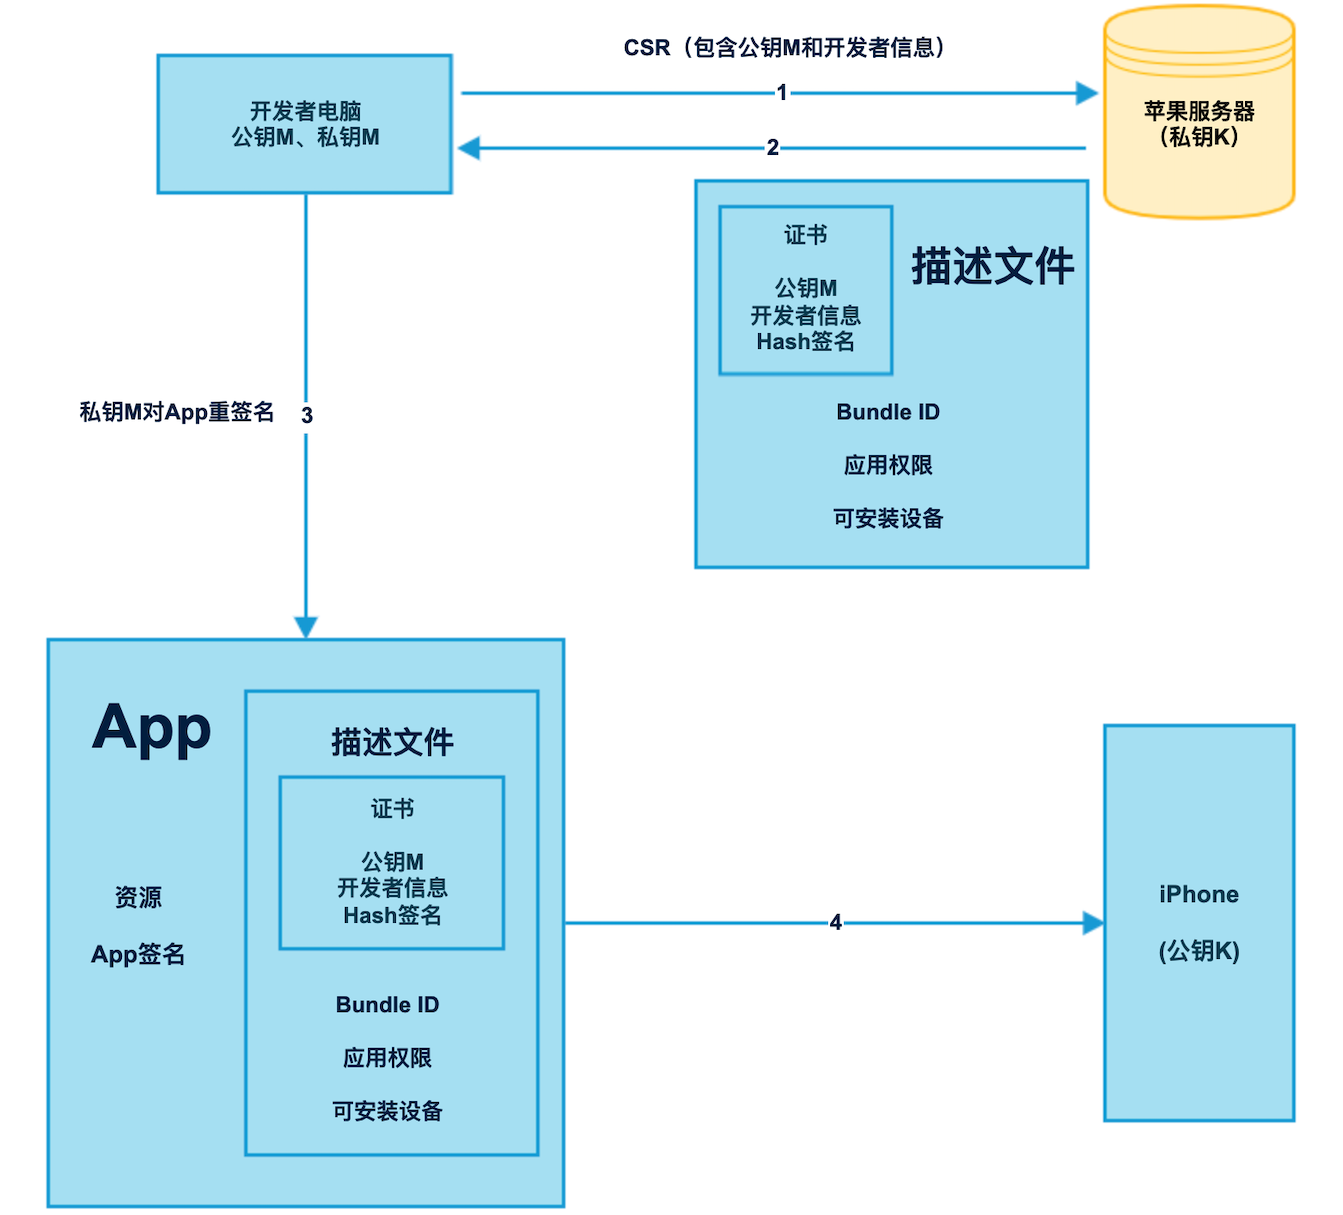 CSR（包含公钥M和开发者信息）
开发者电脑
公钥M、私钥M
1
2
苹果服务器
（私钥K）
证书
公钥M
开发者信息
Hash签名
描述文件
Bundle ID
应用权限
可安装设备
私钥M对App重签名
3
App
资源
App签名
描述文件
证书
公钥M
开发者信息
Hash签名
Bundle ID
应用权限
可安装设备
4
iPhone
(公钥K)